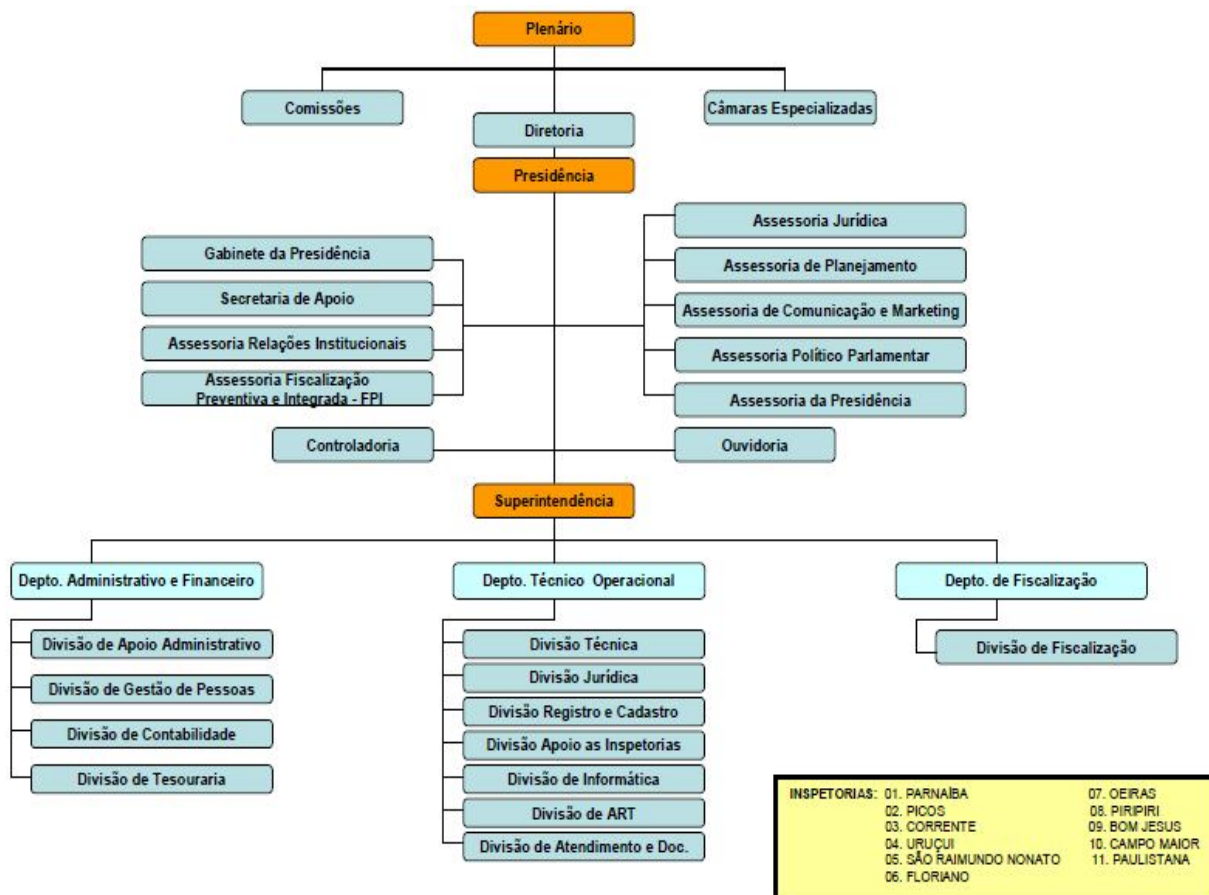 Plenário
Comissões
Câmaras Especializadas
Diretoria
Presidência
Gabinete da Presidência
Secretaria de Apoio
Assessoria Relações Institucionais
Assessoria Fiscalização
Preventiva e Integrada - FPI
Assessoria Jurídica
Assessoria de Planejamento
Assessoria de Comunicação e Marketing
Assessoria Político Parlamentar
Assessoria da Presidência
Controladoria
Ouvidoria
Superintendência
Depto. Administrativo e Financeiro
Depto. Técnico Operacional
Depto. de Fiscalização
Divisão de Apoio Administrativo
Divisão de Gestão de Pessoas
Divisão de Contabilidade
Divisão de Tesouraria
Divisão Técnica
Divisão Jurídica
Divisão Registro e Cadastro
Divisão Apoio as Inspetorias
Divisão de Informática
Divisão de ART
Divisão de Atendimento e Doc.
Divisão de Fiscalização
INSPETORIAS: 01. PARNAÍBA
02. PICOS
03. CORRENTE
04. URUÇUI
05. SÃO RAIMUNDO NONATO
06. FLORIANO
07. OEIRAS
08. PIRIPIRI
09. BOM JESUS
10. CAMPO MAIOR
11. PAULISTANA